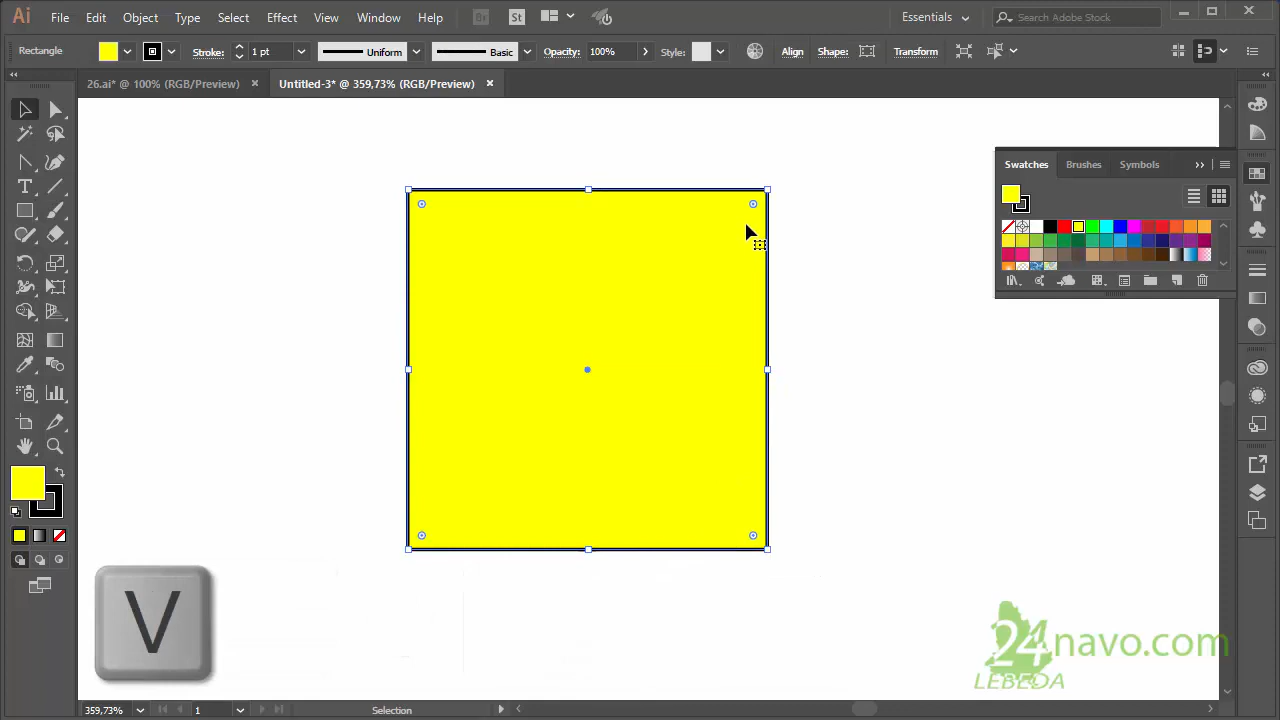 Ai File Edit Object Type Select Effect View Window Help Br St Essentials Search Adobe Stock
Rectangle Stroke: 1 pt Uniform Basic Opacity: 100% Style: Align Shape: Transform
26.ai* @ 100% (RGB/Preview) Untitled-3* @ 359,73% (RGB/Preview)
Swatches Brushes Symbols
V
24navo.com
LEBEDA
359,73% 1 Selection